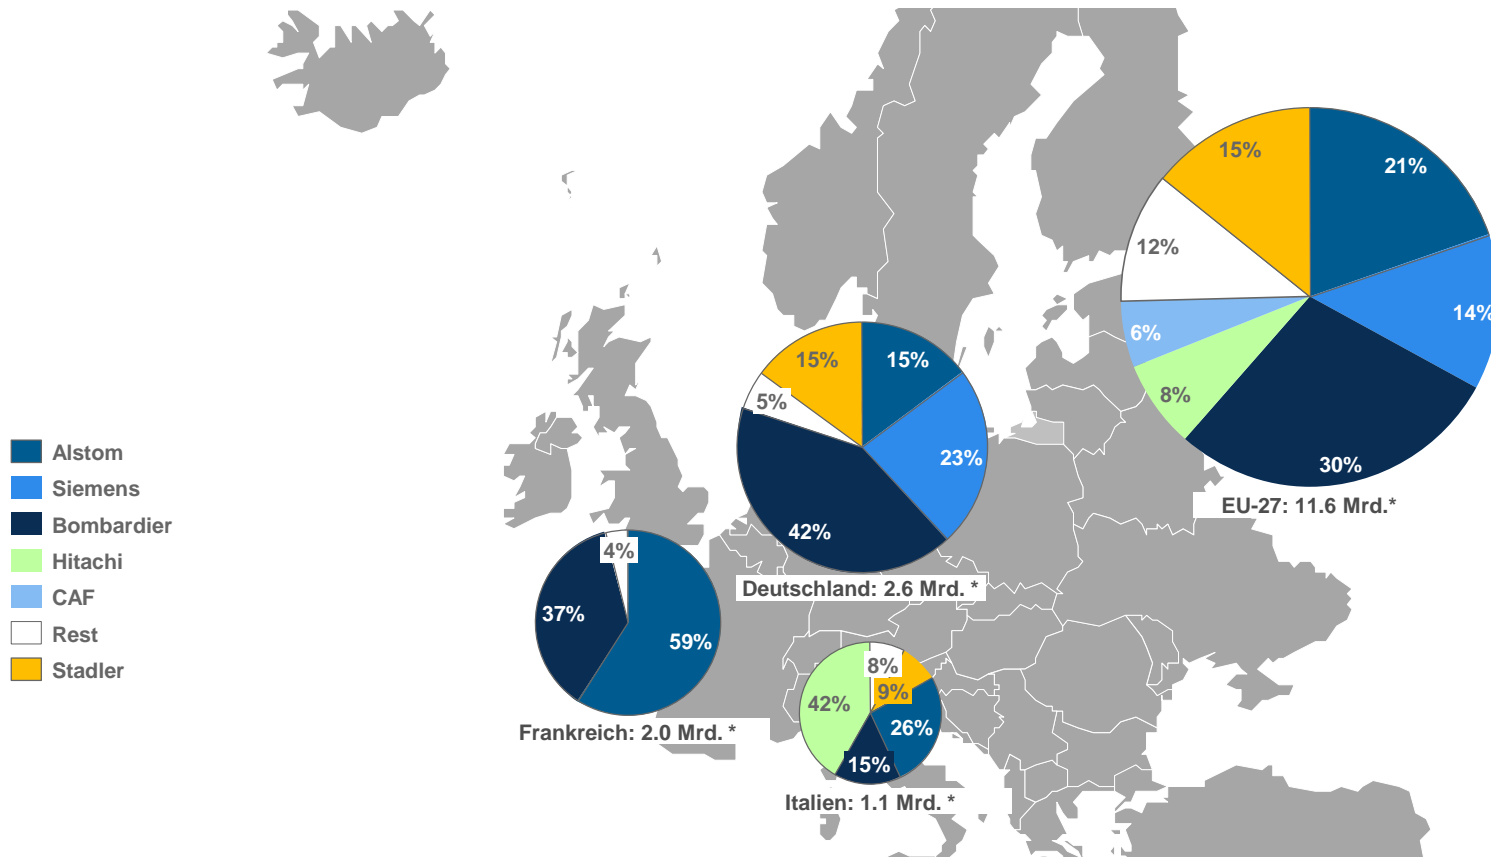 Alstom
Siemens
Bombardier
Hitachi
CAF
Rest
Stadler
15%
21%
12%
14%
6%
8%
30%
EU-27: 11.6 Mrd.*
15%
15%
5%
23%
42%
Deutschland: 2.6 Mrd. *
4%
37%
59%
Frankreich: 2.0 Mrd. *
8%
9%
42%
26%
15%
Italien: 1.1 Mrd. *